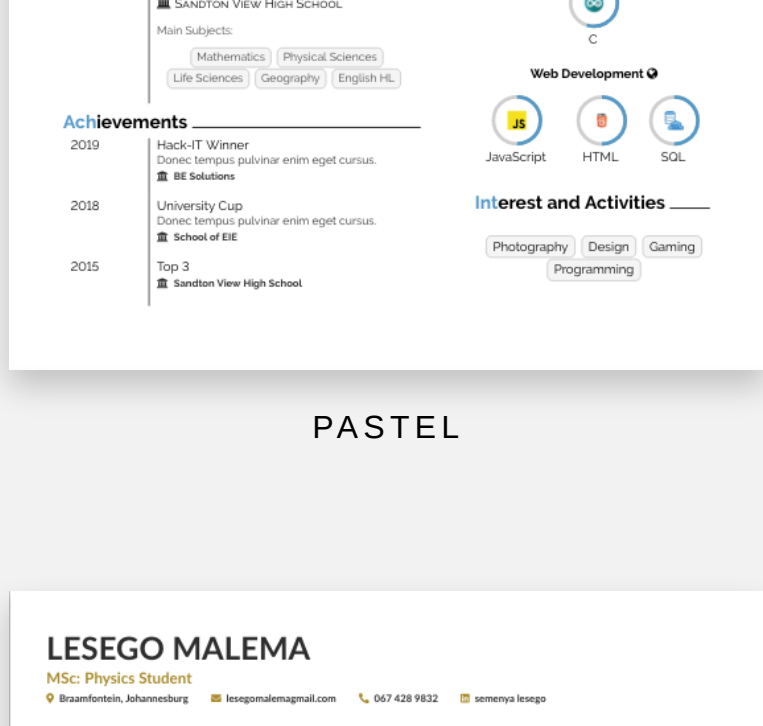 SANDTON VIEW HIGH SCHOOL
Main Subjects:
Mathematics Physical Sciences
Life Sciences Geography English HL
Achievements
2019 Hack-IT Winner
Donec tempus pulvinar enim eget cursus.
BE Solutions
2018 University Cup
Donec tempus pulvinar enim eget cursus.
School of EIE
2015 Top 3
Sandton View High School
C
Web Development
JS
JavaScript HTML SQL
Interest and Activities
Photography Design Gaming
Programming
PASTEL
LESEGO MALEMA
MSc: Physics Student
Braamfontein, Johannesburg lesegomalemagmail.com 067 428 9832 semenya lesego